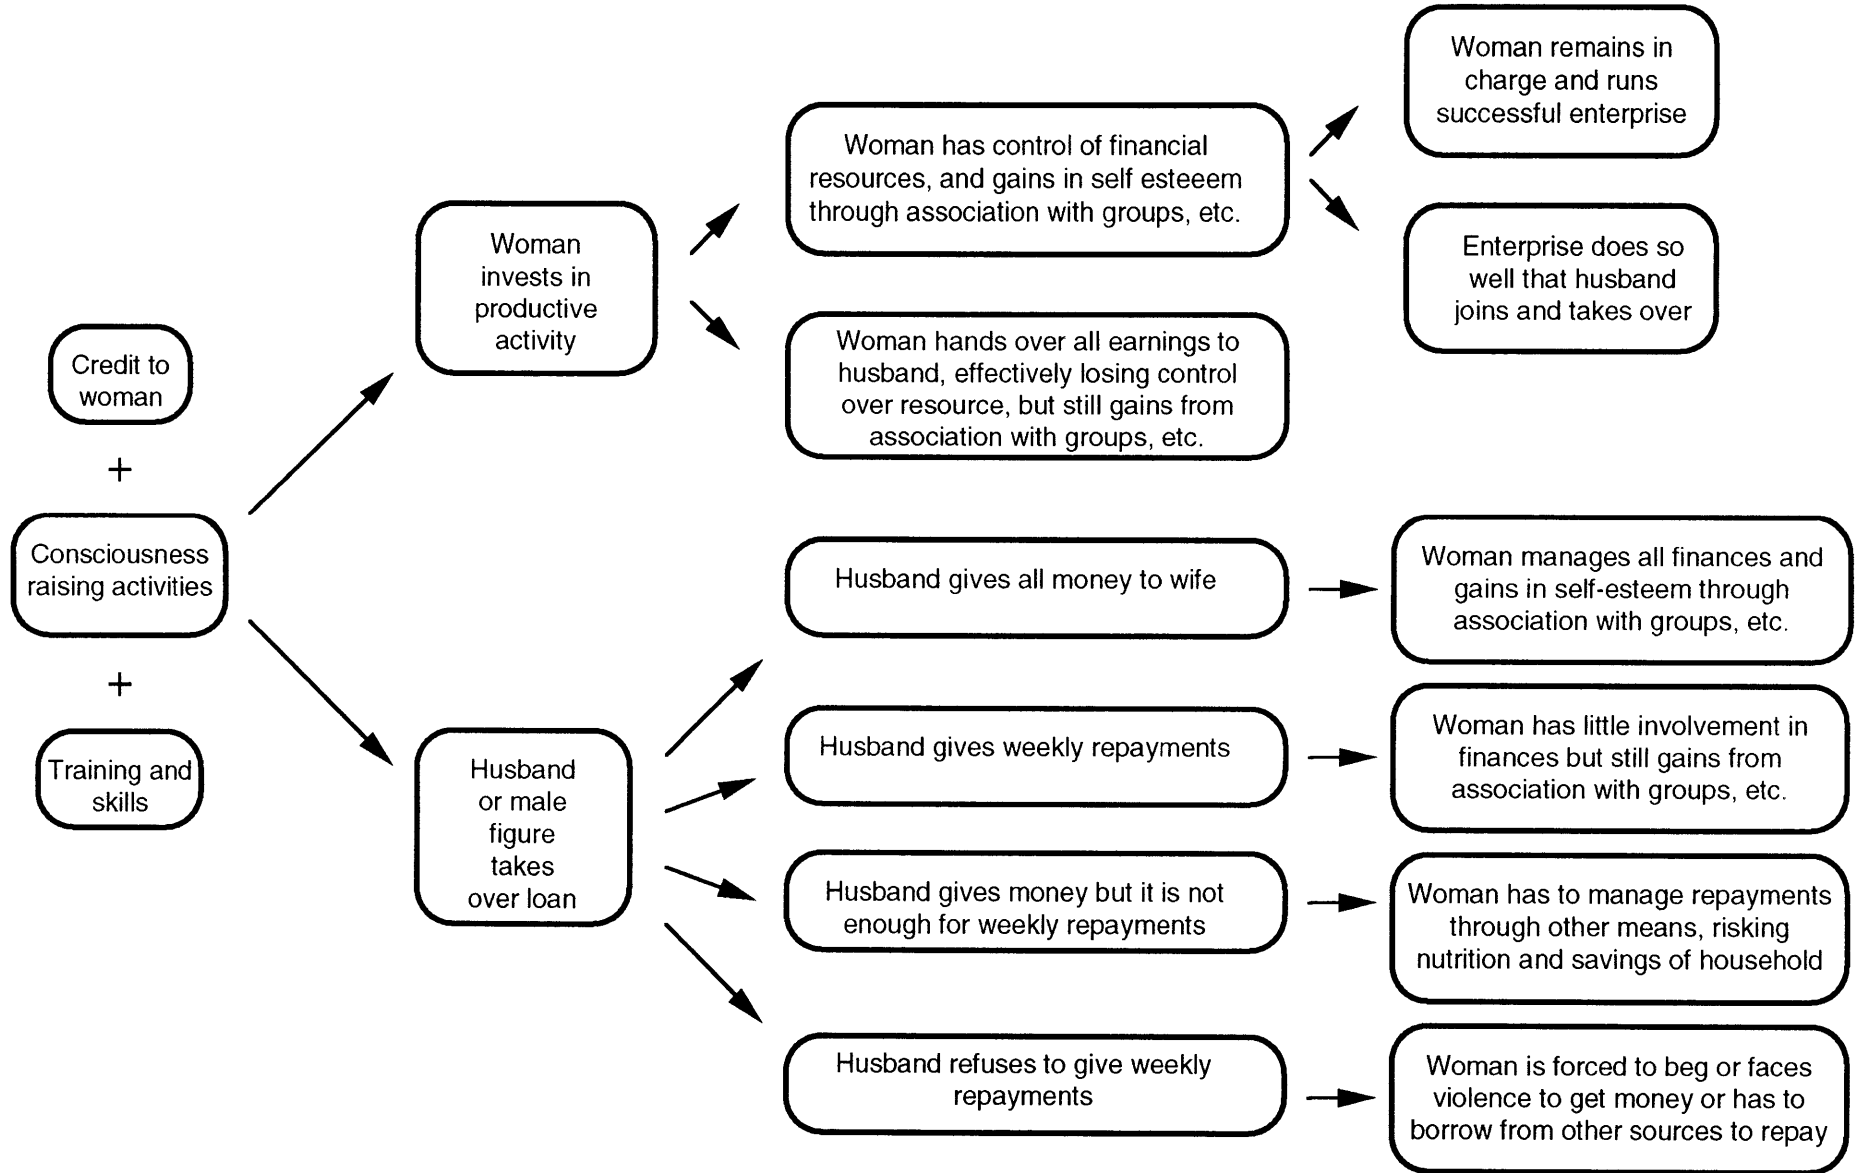 Credit to
woman
+
Consciousness
raising activities
+
Training and
skills
Woman
invests in
productive
activity
Husband
or male
figure
takes
over loan
Woman has control of financial
resources, and gains in self esteeem
through association with groups, etc.
Woman hands over all earnings to
husband, effectively losing control
over resource, but still gains from
association with groups, etc.
Woman remains in
charge and runs
successful enterprise
Enterprise does so
well that husband
joins and takes over
Husband gives all money to wife
Woman manages all finances and
gains in self-esteem through
association with groups, etc.
Husband gives weekly repayments
Woman has little involvement in
finances but still gains from
association with groups, etc.
Husband gives money but it is not
enough for weekly repayments
Woman has to manage repayments
through other means, risking
nutrition and savings of household
Husband refuses to give weekly
repayments
Woman is forced to beg or faces
violence to get money or has to
borrow from other sources to repay